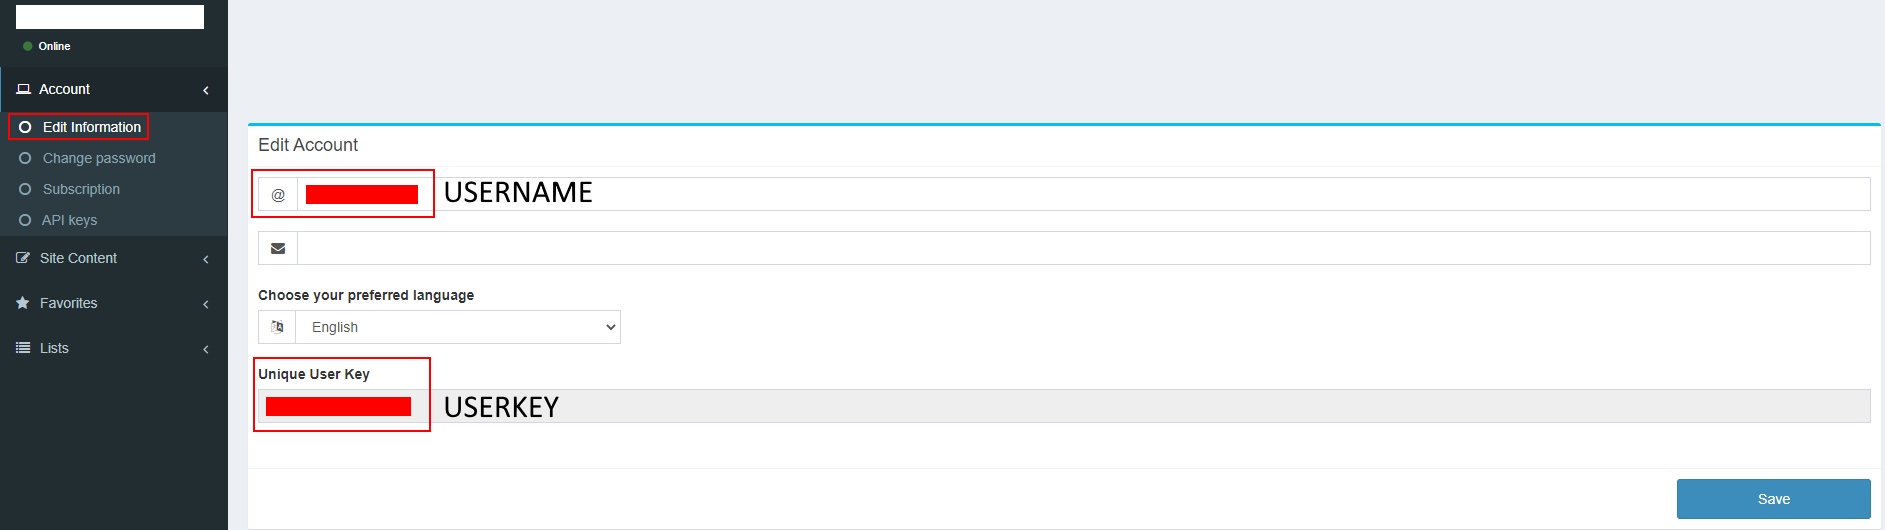 Online
Account
Edit Information
Change password
Subscription
API keys
Site Content
Favorites
Lists
Edit Account
@ USERNAME
Choose your preferred language
English
Unique User Key
USERKEY
Save